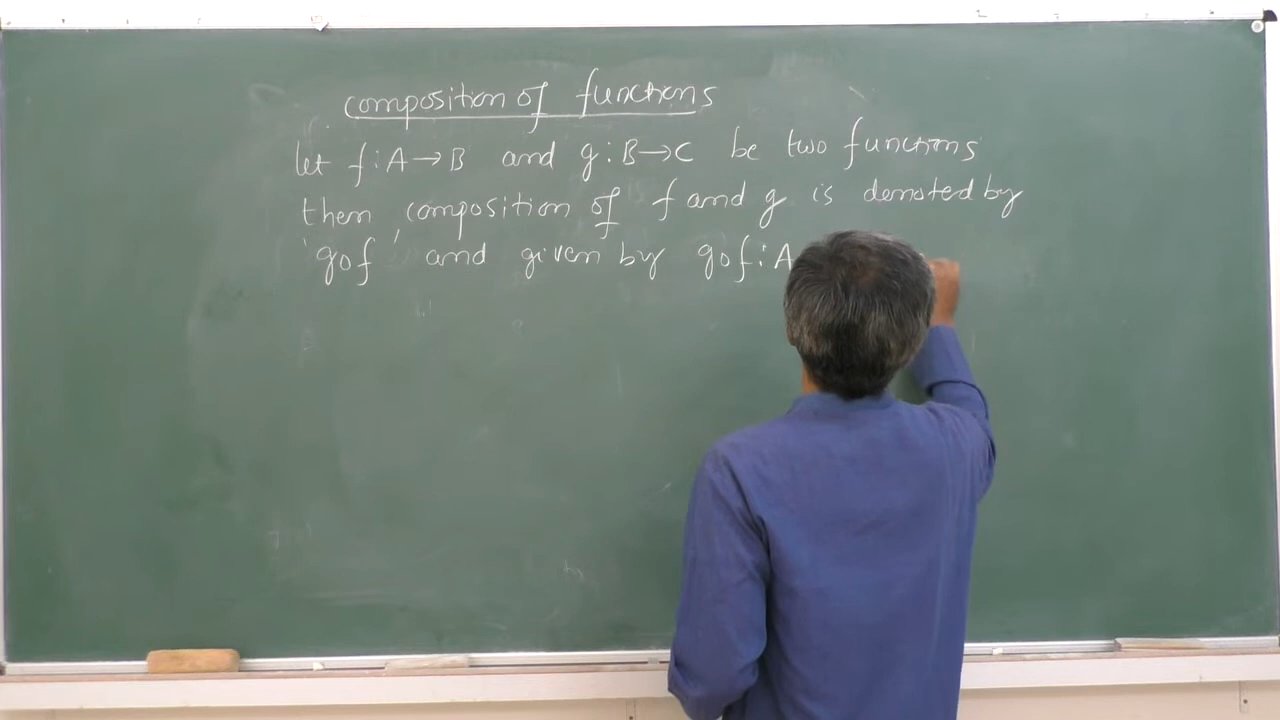 composition of functions
let f:A→B and g:B→C be two functions
then composition of f and g is denoted by
'gof' and given by gof:A